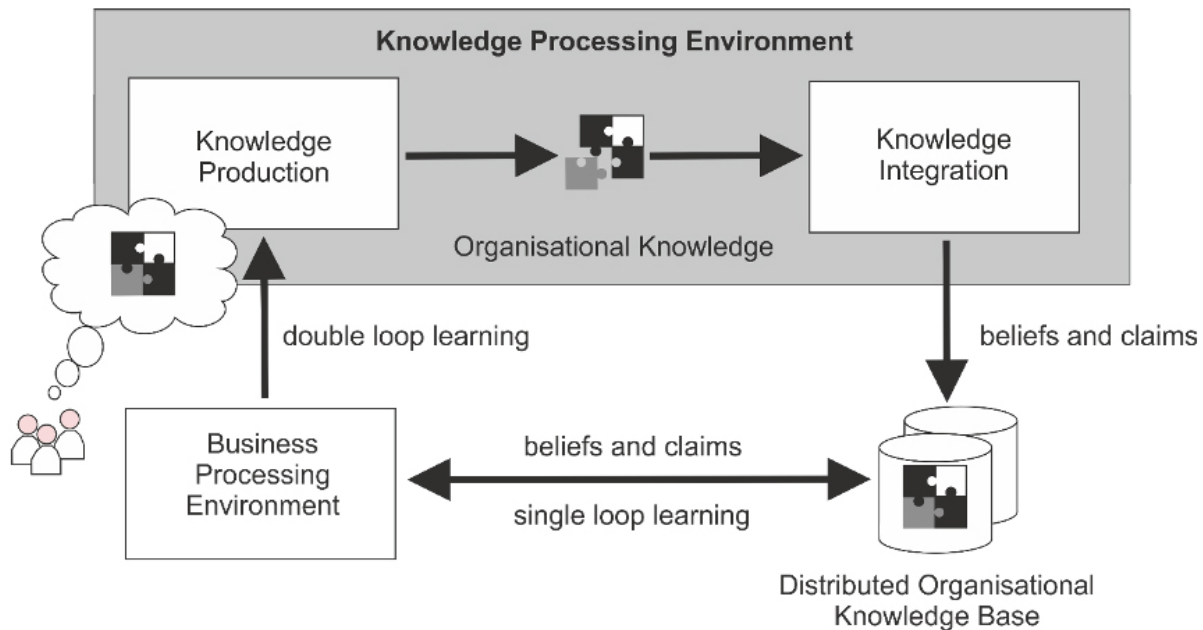 Knowledge Processing Environment
Knowledge
Production
Knowledge
Integration
Organisational Knowledge
double loop learning
beliefs and claims
Business
Processing
Environment
beliefs and claims
single loop learning
Distributed Organisational
Knowledge Base